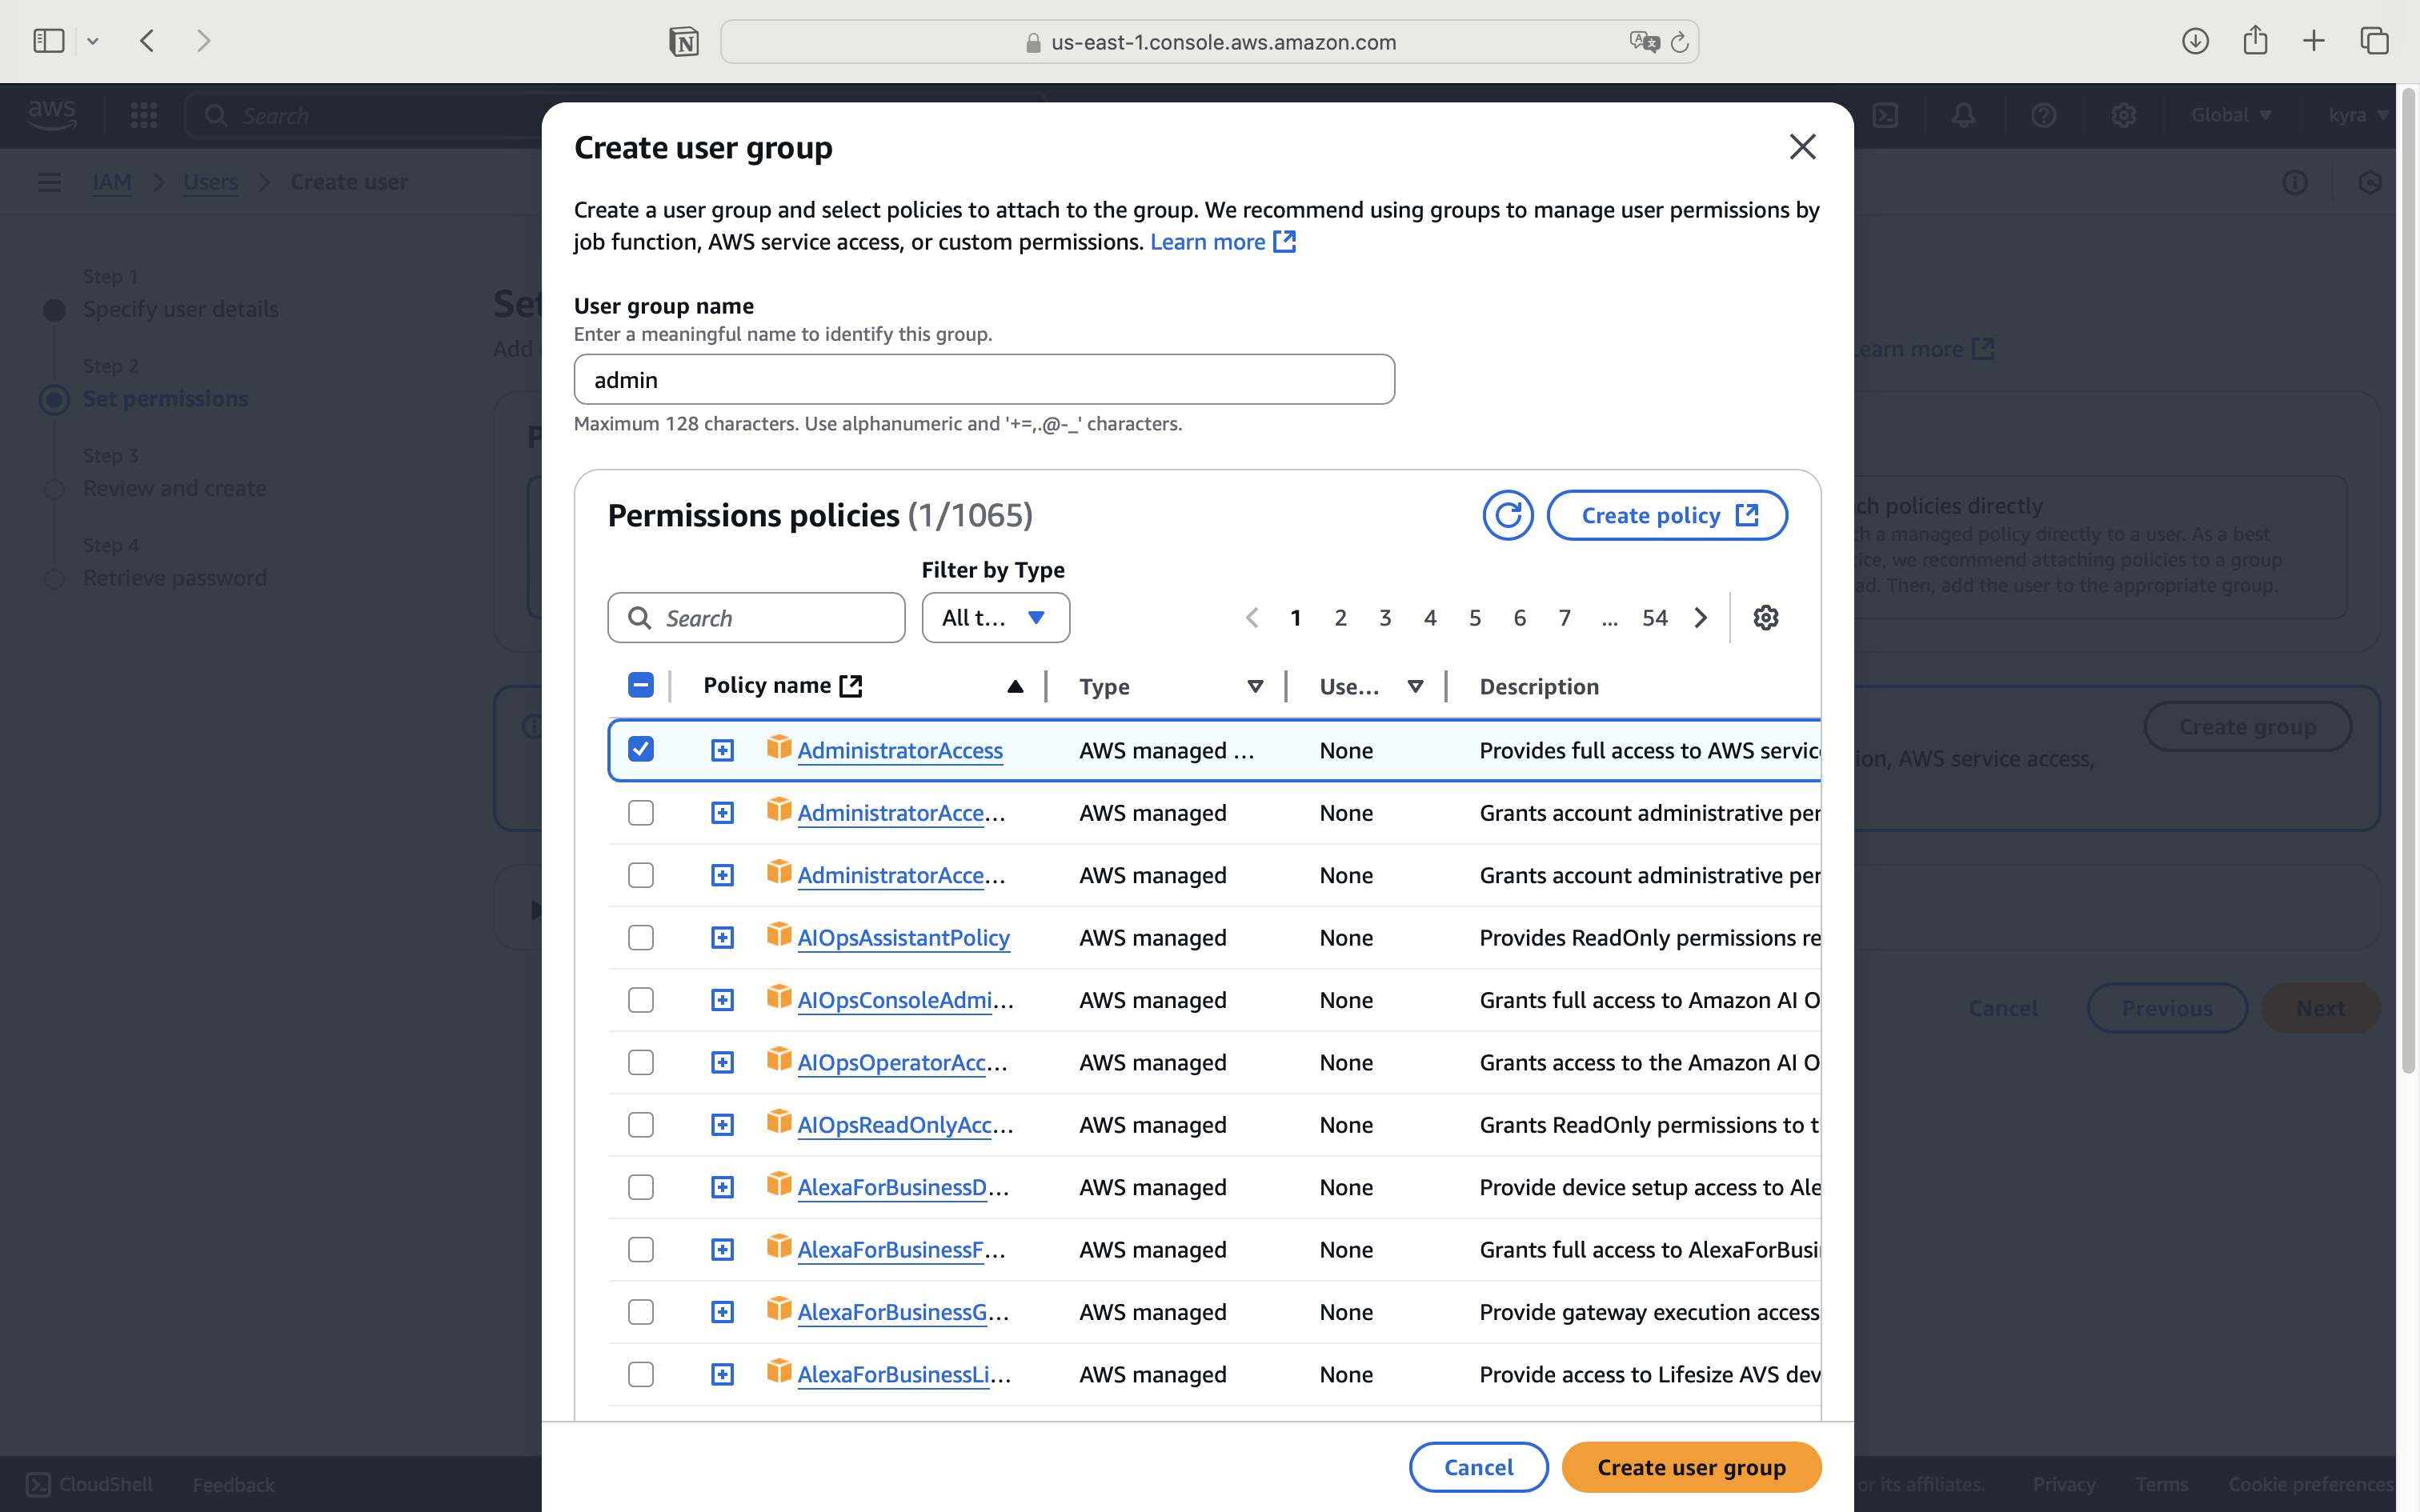 us-east-1.console.aws.amazon.com
aws
Search
Global
kyra
IAM
Users
Create user
Create user group
Create a user group and select policies to attach to the group. We recommend using groups to manage user permissions by
job function, AWS service access, or custom permissions. Learn more
Step 1
Specify user details
Step 2
Set permissions
Step 3
Review and create
Step 4
Retrieve password
Set
Add
Learn more
User group name
Enter a meaningful name to identify this group.
admin
Maximum 128 characters. Use alphanumeric and '+=,.@-_' characters.
Permissions policies (1/1065)
Create policy
Filter by Type
Search
All t...
1 2 3 4 5 6 7 ... 54
ch policies directly
ch a managed policy directly to a user. As a best
tice, we recommend attaching policies to a group
ad. Then, add the user to the appropriate group.
Policy name Type Use... Description
AdministratorAccess AWS managed ... None Provides full access to AWS servic
AdministratorAcce... AWS managed None Grants account administrative per
AdministratorAcce... AWS managed None Grants account administrative per
AIOpsAssistantPolicy AWS managed None Provides ReadOnly permissions re
AIOpsConsoleAdmi... AWS managed None Grants full access to Amazon AI O
AIOpsOperatorAcc... AWS managed None Grants access to the Amazon AI O
AIOpsReadOnlyAcc... AWS managed None Grants ReadOnly permissions to t
AlexaForBusinessD... AWS managed None Provide device setup access to Ale
AlexaForBusinessF... AWS managed None Grants full access to AlexaForBusi
AlexaForBusinessG... AWS managed None Provide gateway execution access
AlexaForBusinessLi... AWS managed None Provide access to Lifesize AVS dev
Create group
ion, AWS service access,
Cancel
Previous
Next
Cancel
Create user group
CloudShell
Feedback
or its affiliates.
Privacy
Terms
Cookie preferences